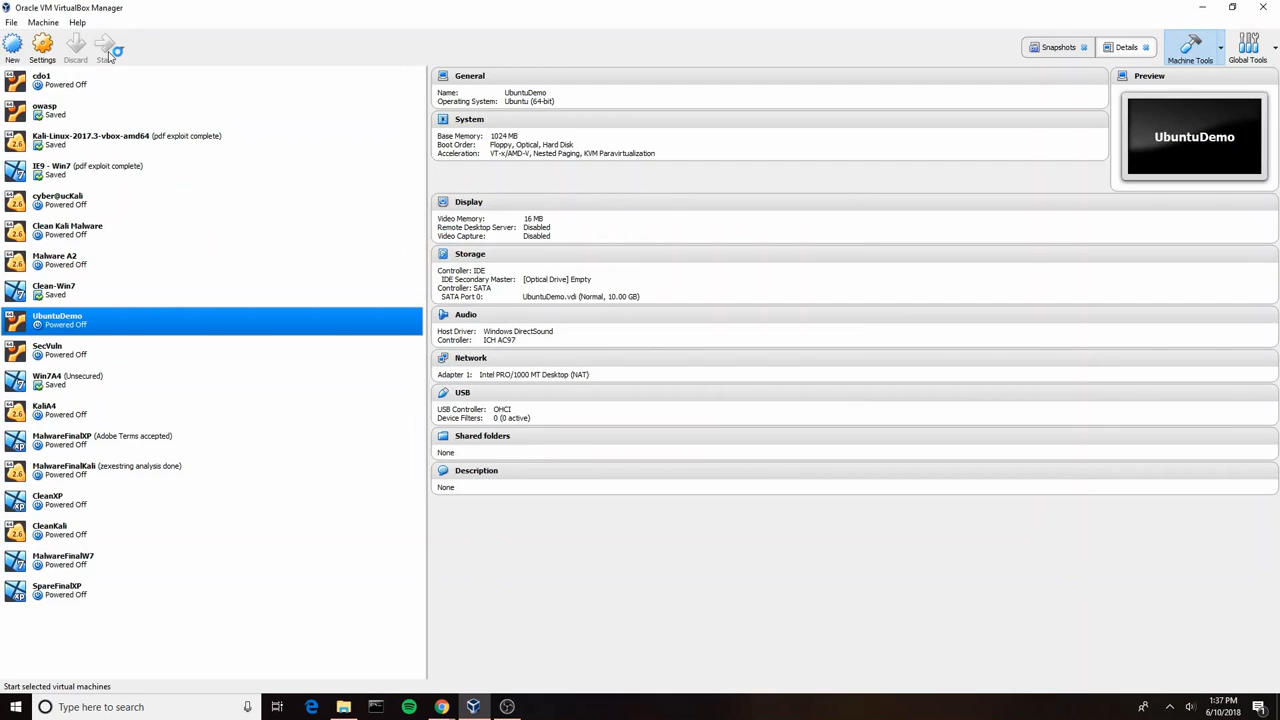 Oracle VM VirtualBox Manager
File Machine Help
New Settings Discard
Snapshots Details Machine Tools Global Tools
cdo1
Powered Off
owasp
Saved
Kali-Linux-2017.3-vbox-amd64 (pdf exploit complete)
Saved
IE9 - Win7 (pdf exploit complete)
Saved
cyber@ucKali
Powered Off
Clean Kali Malware
Powered Off
Malware A2
Powered Off
Clean-Win7
Saved
UbuntuDemo
Powered Off
SecVuln
Powered Off
Win7A4 (Unsecured)
Saved
KaliA4
Powered Off
MalwareFinalXP (Adobe Terms accepted)
Powered Off
MalwareFinalKali (zexestring analysis done)
Powered Off
CleanXP
Powered Off
CleanKali
Powered Off
MalwareFinalW7
Powered Off
SpareFinalXP
Powered Off
General
Name: UbuntuDemo
Operating System: Ubuntu (64-bit)
System
Base Memory: 1024 MB
Boot Order: Floppy, Optical, Hard Disk
Acceleration: VT-x/AMD-V, Nested Paging, KVM Paravirtualization
Preview
UbuntuDemo
Display
Video Memory: 16 MB
Remote Desktop Server: Disabled
Video Capture: Disabled
Storage
Controller: IDE
IDE Secondary Master: [Optical Drive] Empty
Controller: SATA
SATA Port 0: UbuntuDemo.vdi (Normal, 10.00 GB)
Audio
Host Driver: Windows DirectSound
Controller: ICH AC97
Network
Adapter 1: Intel PRO/1000 MT Desktop (NAT)
USB
USB Controller: OHCI
Device Filters: 0 (0 active)
Shared folders
None
Description
None
Start selected virtual machines
Type here to search
1:37 PM
6/10/2018